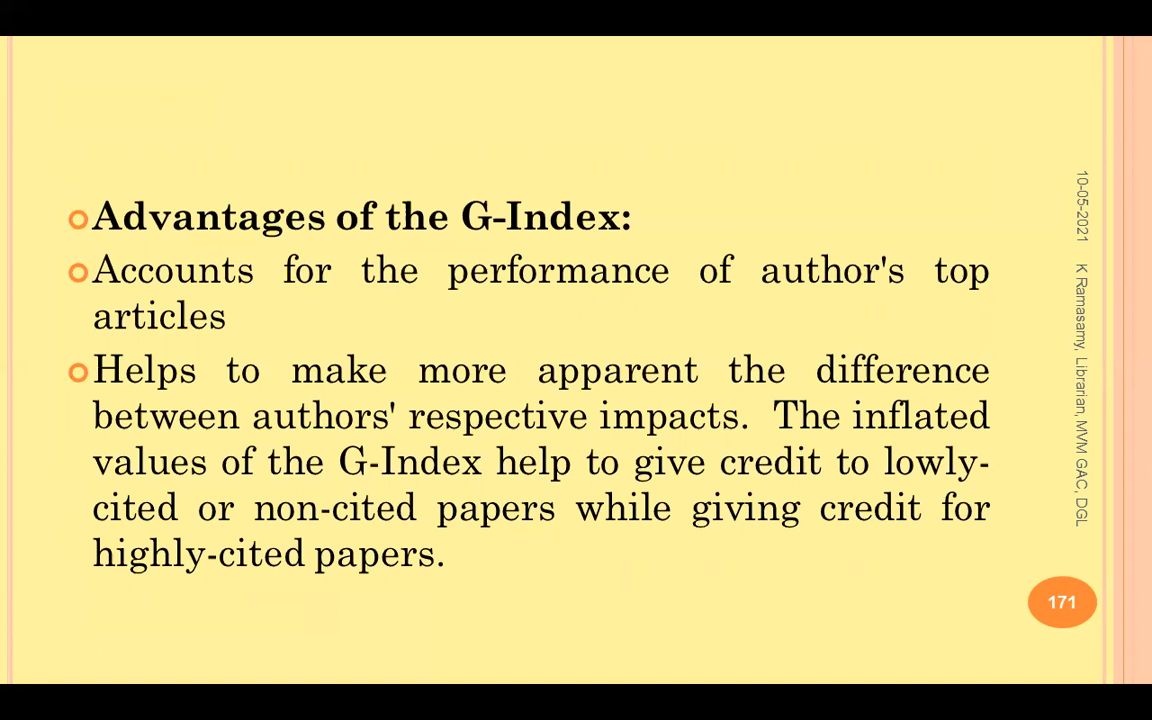 Advantages of the G-Index:
Accounts for the performance of author's top
articles
Helps to make more apparent the difference
between authors' respective impacts. The inflated
values of the G-Index help to give credit to lowly-
cited or non-cited papers while giving credit for
highly-cited papers.
10-05-2021 K Ramasamy, Librarian, MVM GAC, DGL
171